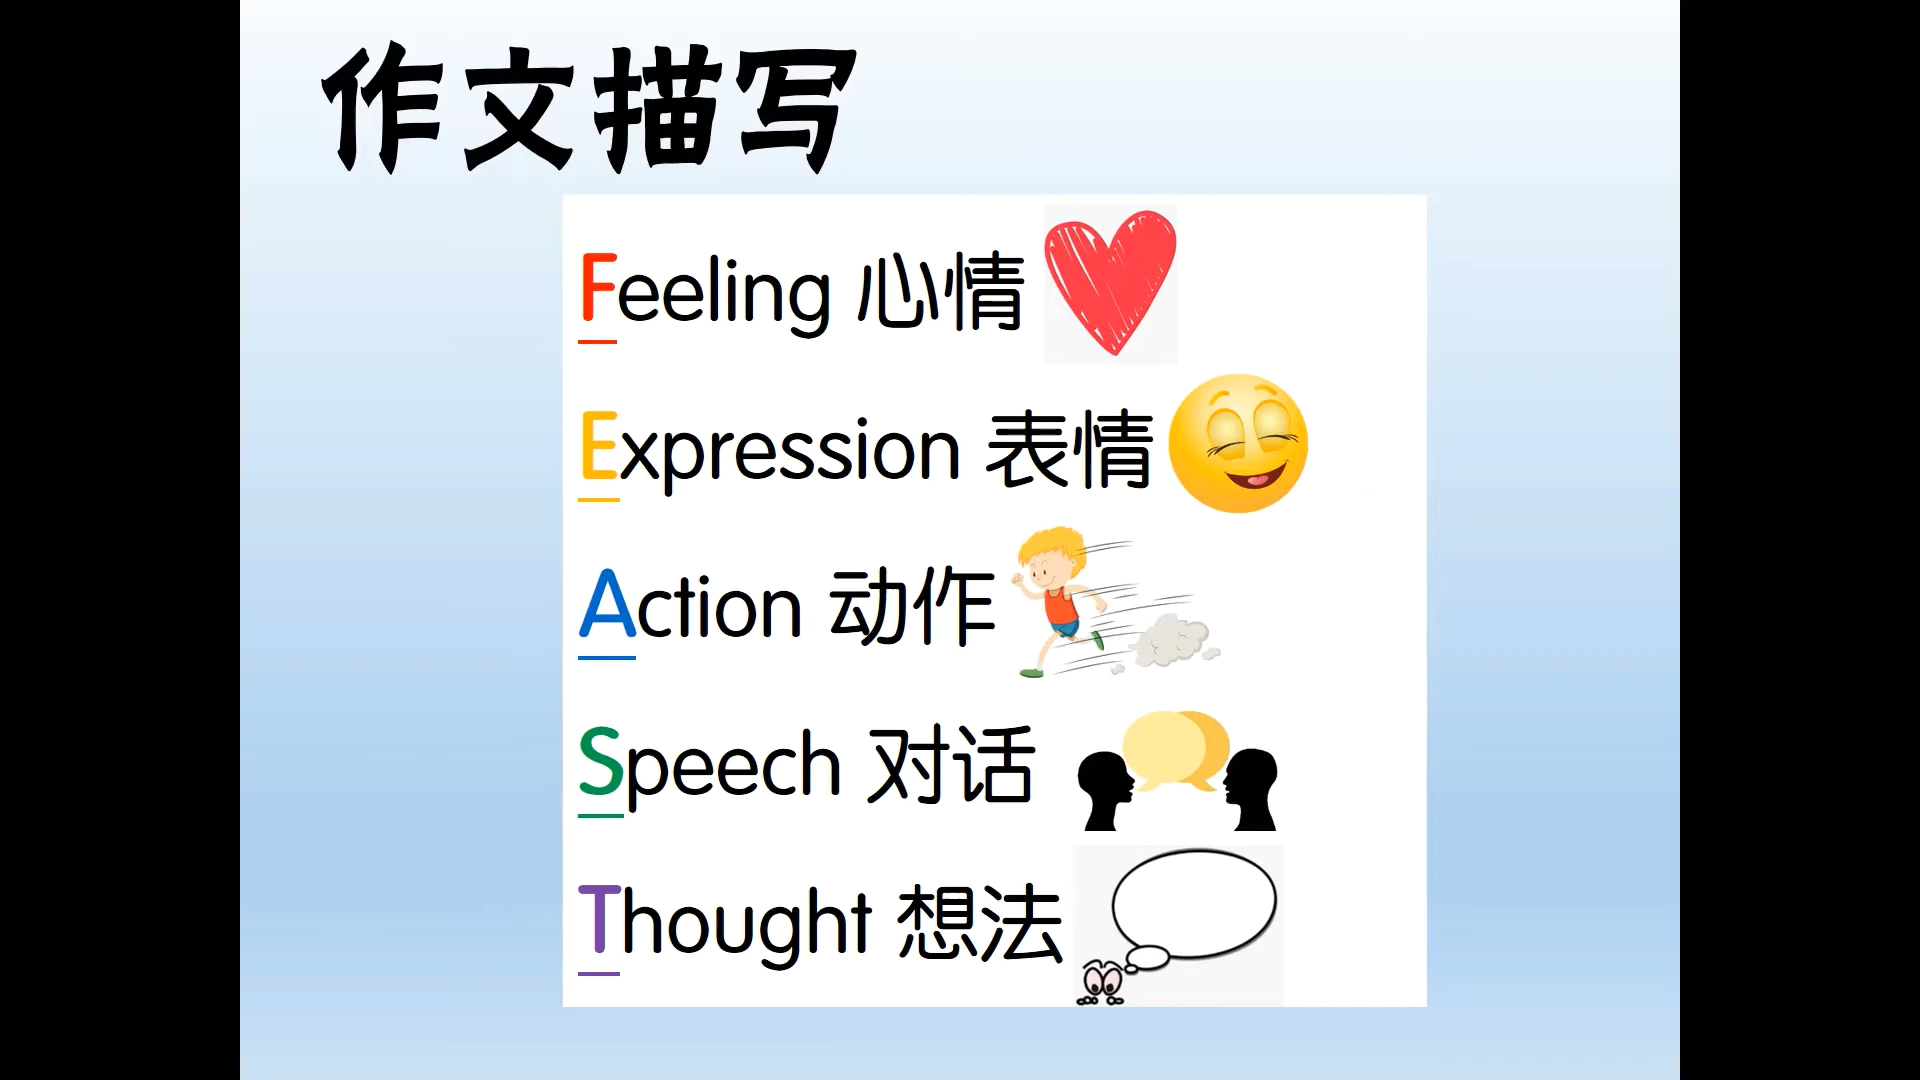 作文描写
Feeling 心情
Expression 表情
Action 动作
Speech 对话
Thought 想法